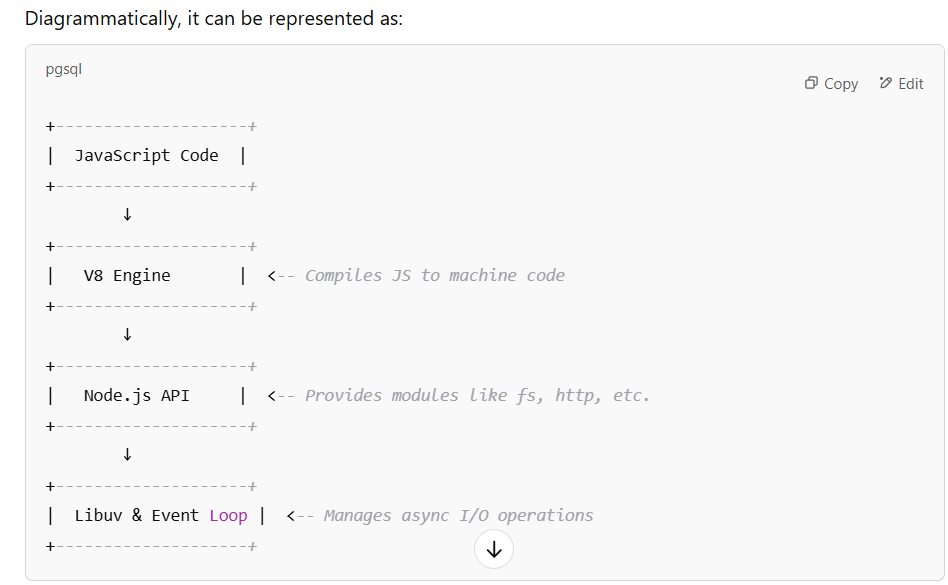 Diagrammatically, it can be represented as:
pgsql
Copy Edit
+--------------------+
|  JavaScript Code  |
+--------------------+
↓
+--------------------+
|   V8 Engine       |  <-- Compiles JS to machine code
+--------------------+
↓
+--------------------+
|   Node.js API     |  <-- Provides modules like fs, http, etc.
+--------------------+
↓
+--------------------+
|  Libuv & Event Loop |  <-- Manages async I/O operations
+--------------------+